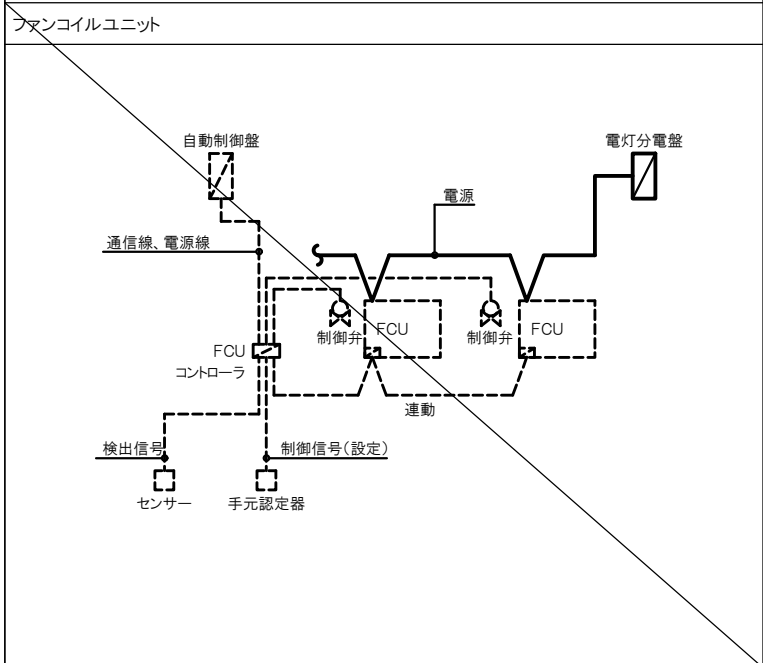 ファンコイルユニット
自動制御盤
電灯分電盤
電源
通信線、電源線
制御弁
FCU
制御弁
FCU
FCU
コントローラ
連動
検出信号
制御信号(設定)
センサー
手元認定器